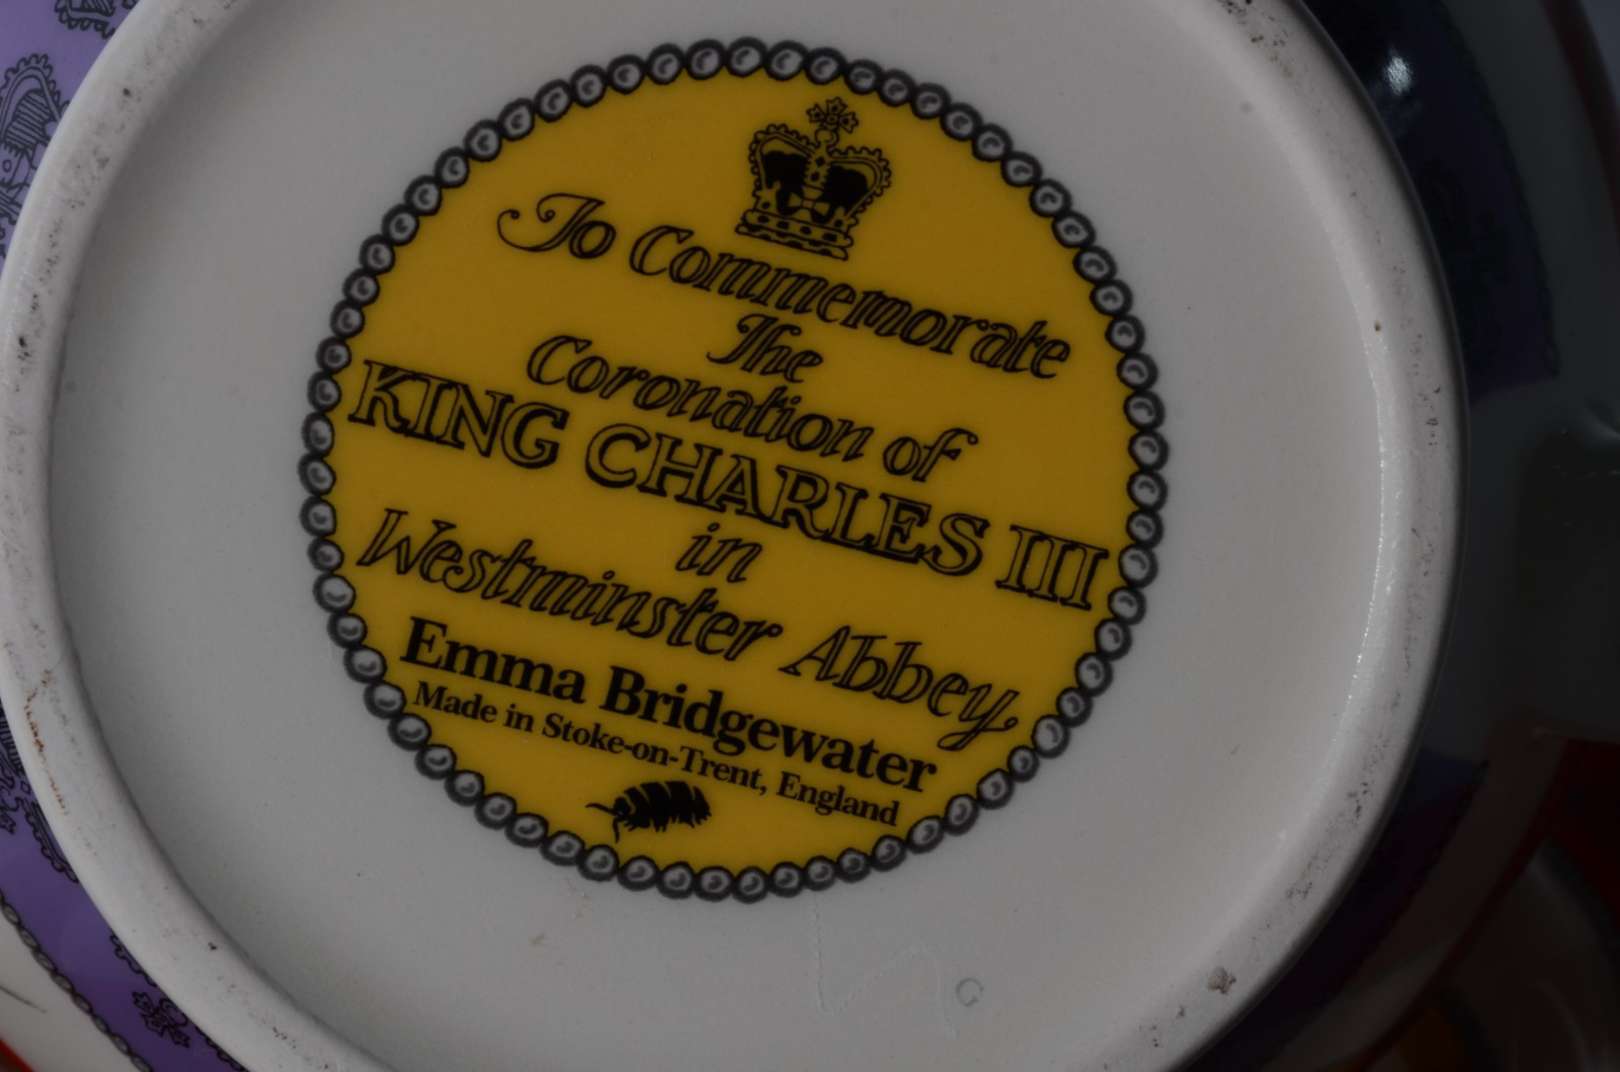 To Commemorate
The
Coronation of
KING CHARLES III
in
Westminster Abbey
Emma Bridgewater
Made in Stoke-on-Trent, England
G